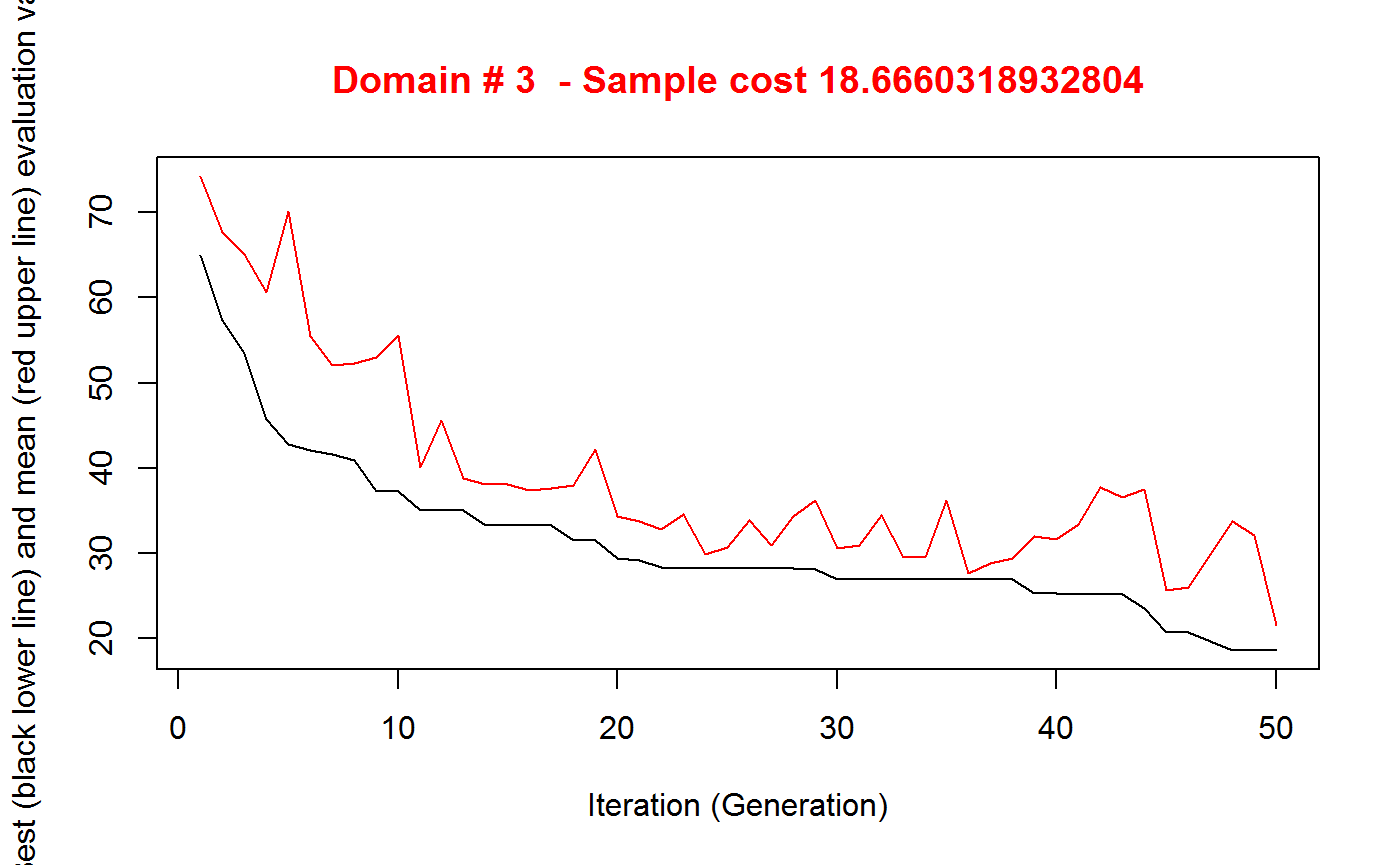 Domain # 3  - Sample cost 18.6660318932804
(black lower line) and mean (red upper line) evaluation
70
60
50
40
30
20
0 10 20 30 40 50
Iteration (Generation)